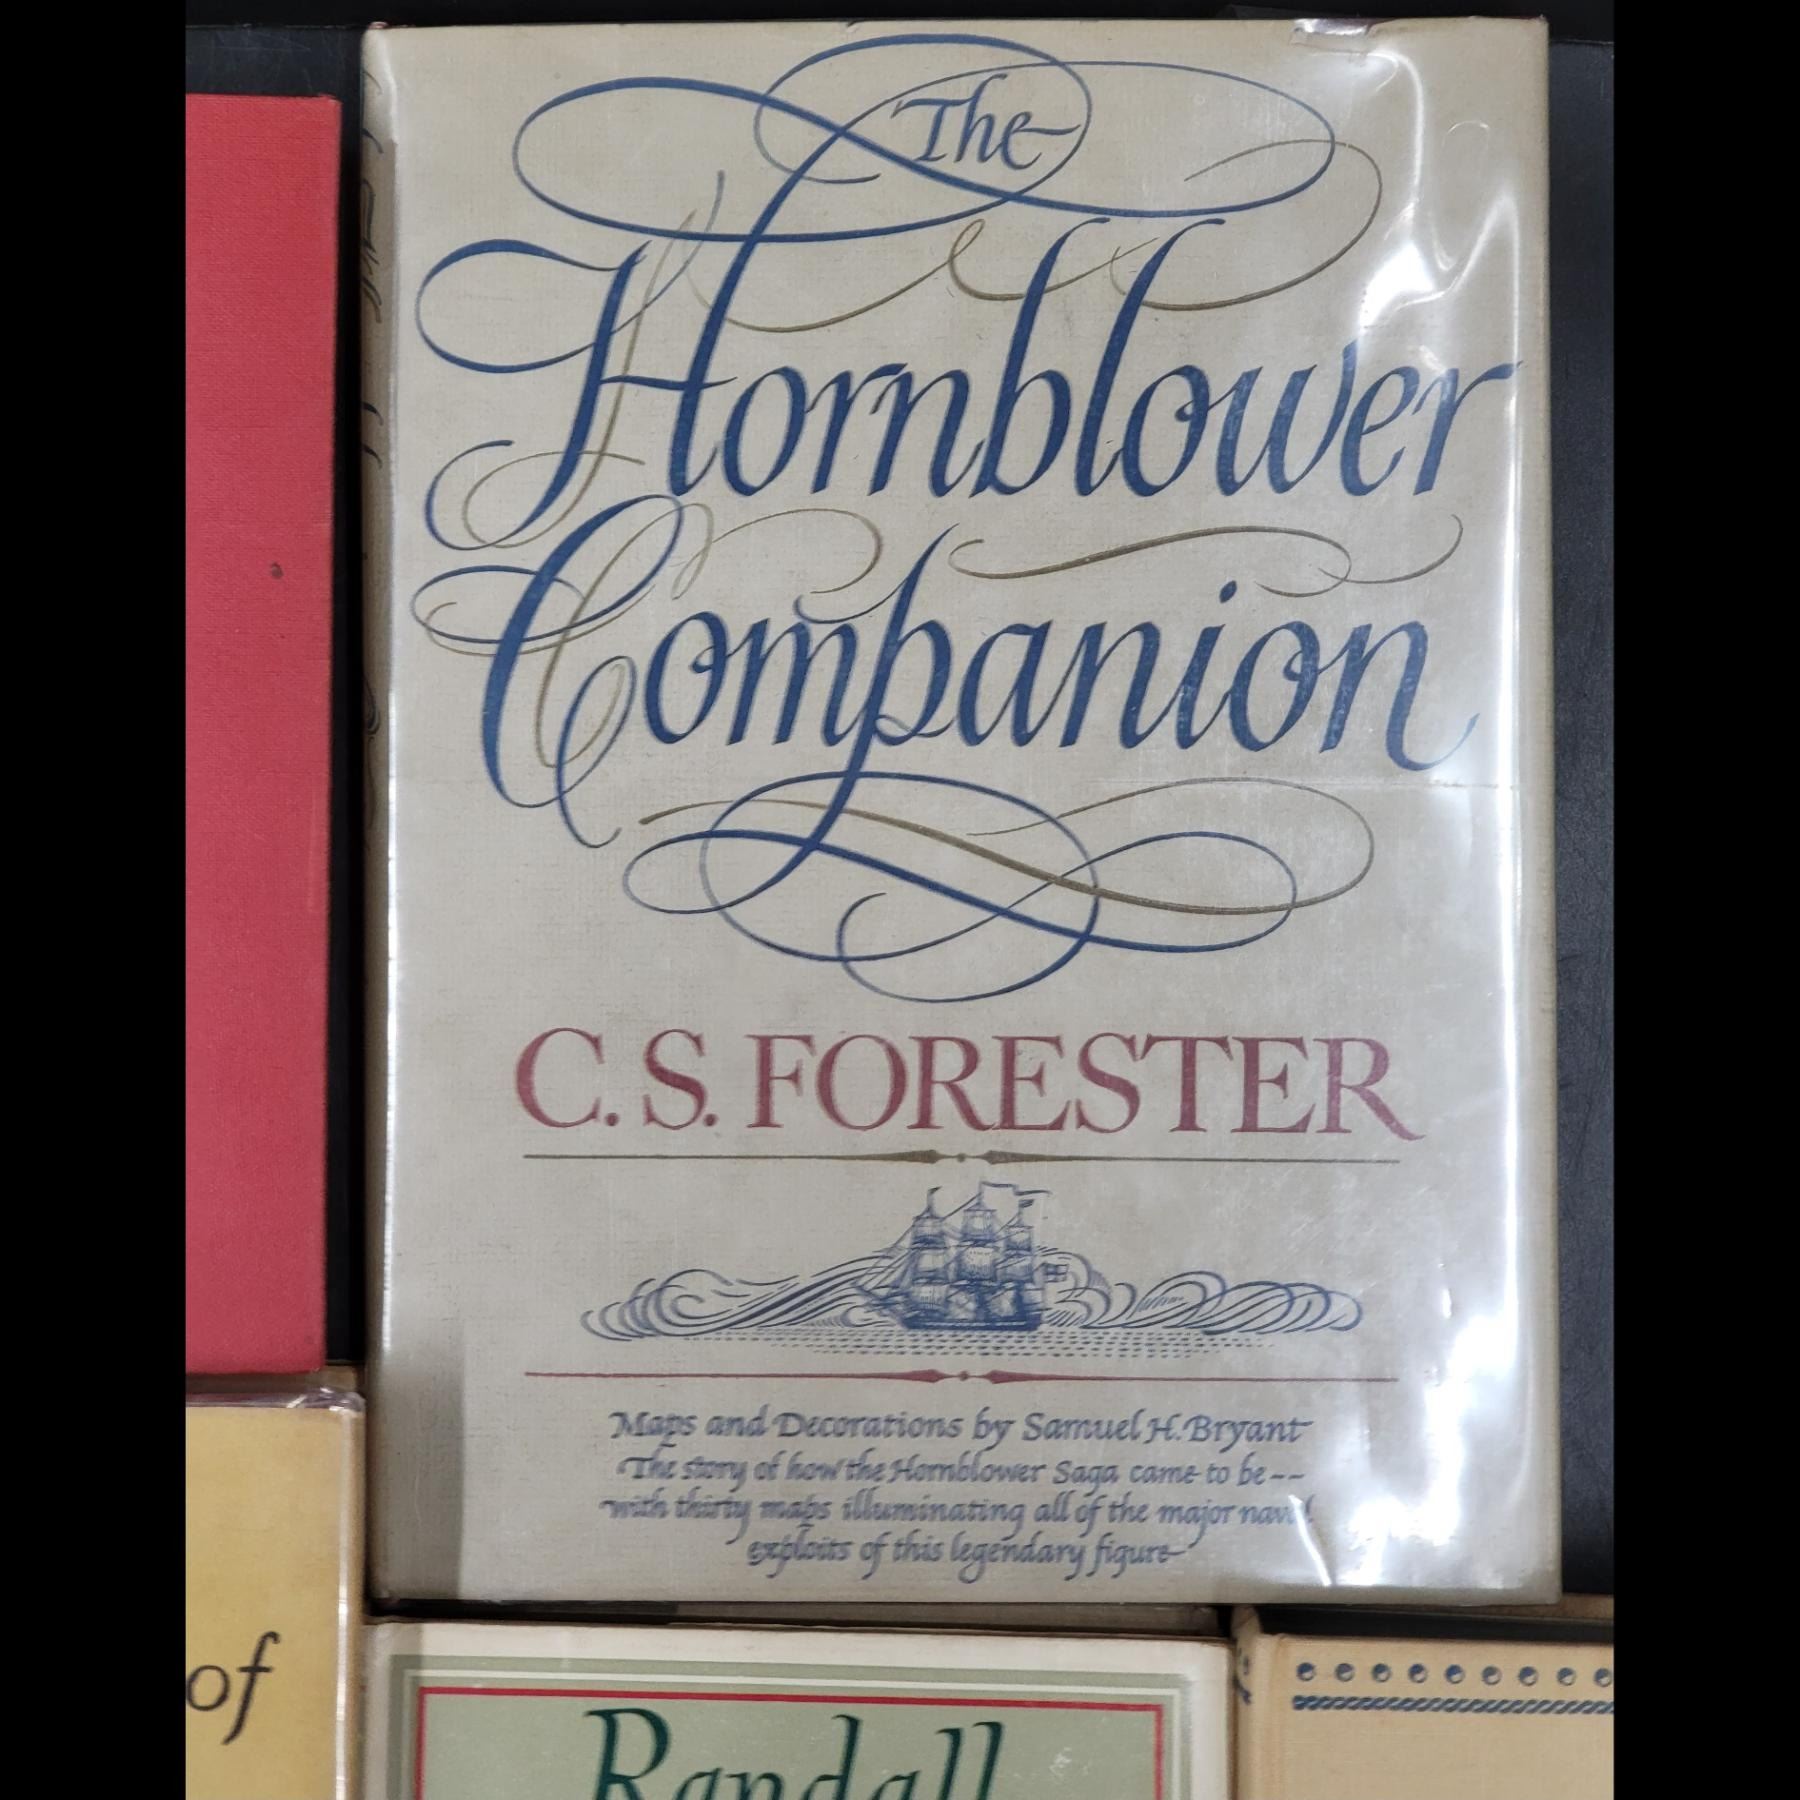 The
Hornblower
Companion
C. S. FORESTER
Maps and Decorations by Samuel H. Bryant
The story of how the Hornblower Saga came to be--
with thirty maps illuminating all of the major naval
exploits of this legendary figure
of
Randall